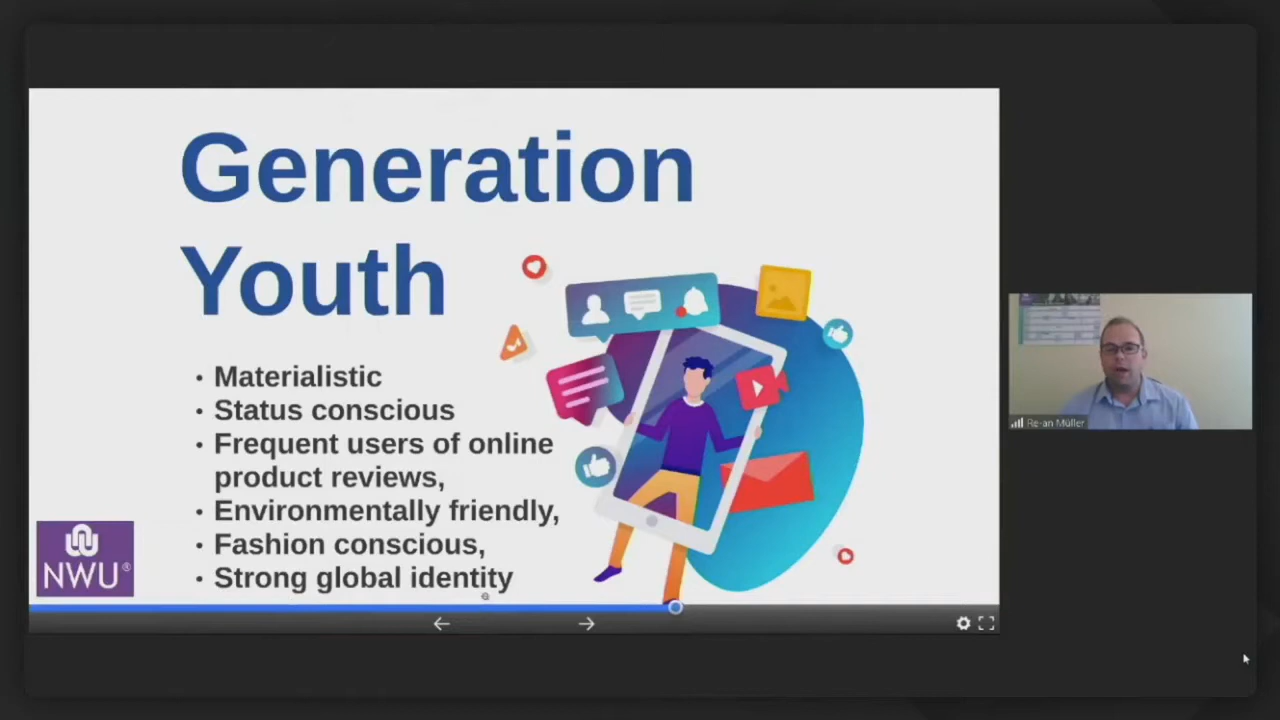 Generation
Youth
• Materialistic
• Status conscious
• Frequent users of online
product reviews,
• Environmentally friendly,
• Fashion conscious,
• Strong global identity
NWU®
Re-an Müller